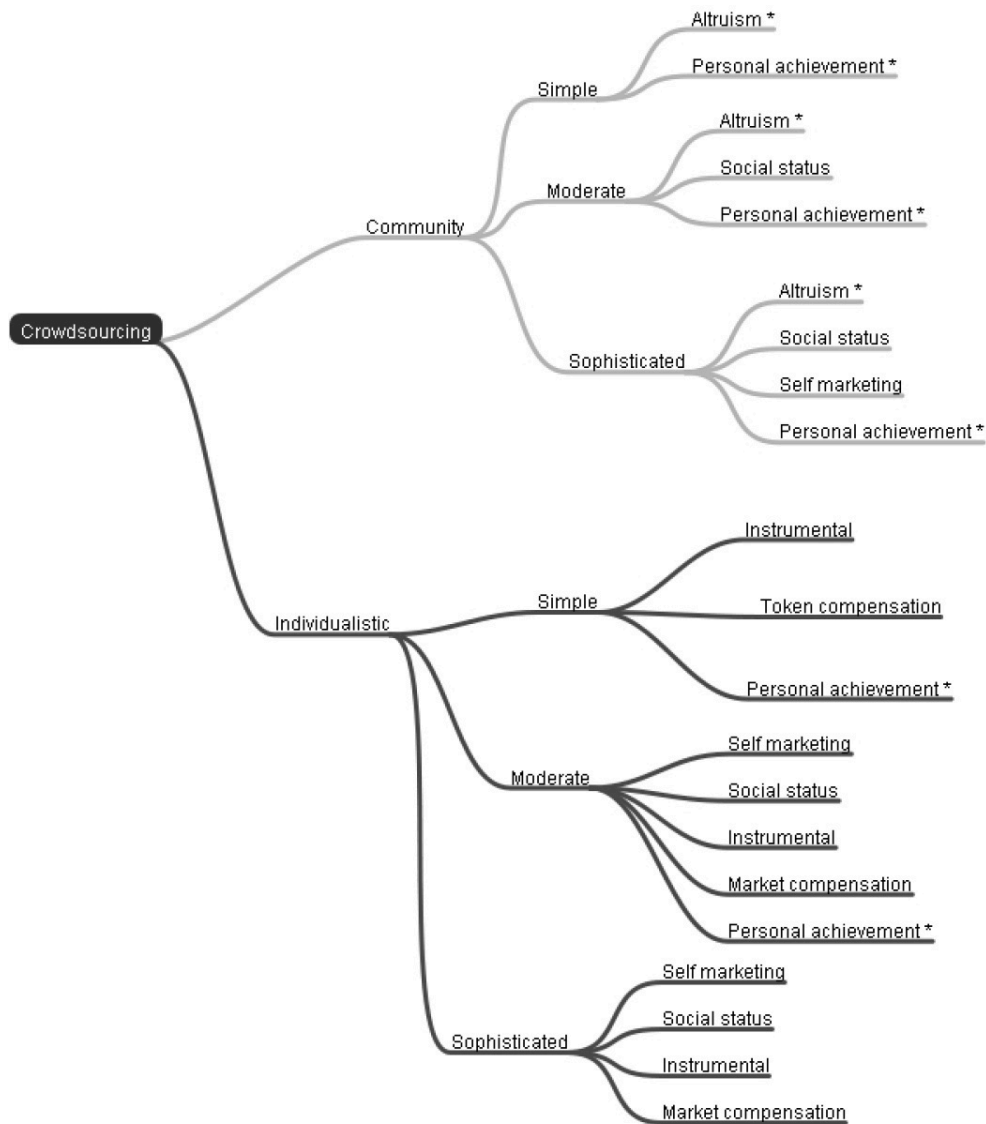 Crowdsourcing
Community
Simple
Altruism *
Personal achievement *
Moderate
Altruism *
Social status
Personal achievement *
Sophisticated
Altruism *
Social status
Self marketing
Personal achievement *
Individualistic
Simple
Instrumental
Token compensation
Personal achievement *
Moderate
Self marketing
Social status
Instrumental
Market compensation
Personal achievement *
Sophisticated
Self marketing
Social status
Instrumental
Market compensation